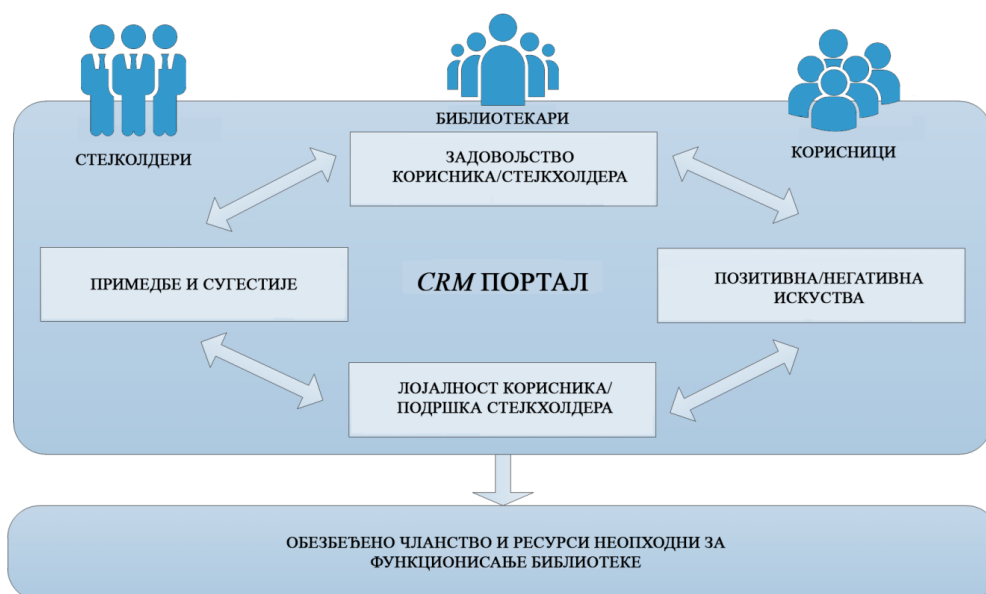 БИБЛИОТЕКАРИ
СТЕЈКОЛДЕРИ
КОРИСНИЦИ
ЗАДОВОЉСТВО
КОРИСНИКА/СТЕЈКХОЛДЕРА
ПРИМЕДБЕ И СУГЕСТИЈЕ
CRM ПОРТАЛ
ПОЗИТИВНА/НЕГАТИВНА
ИСКУСТВА
ЛОЈАЛНОСТ КОРИСНИКА/
ПОДРШКА СТЕЈКХОЛДЕРА
ОБЕЗБЕЂЕНО ЧЛАНСТВО И РЕСУРСИ НЕОПХОДНИ ЗА
ФУНКЦИОНИСАЊЕ БИБЛИОТЕКЕ